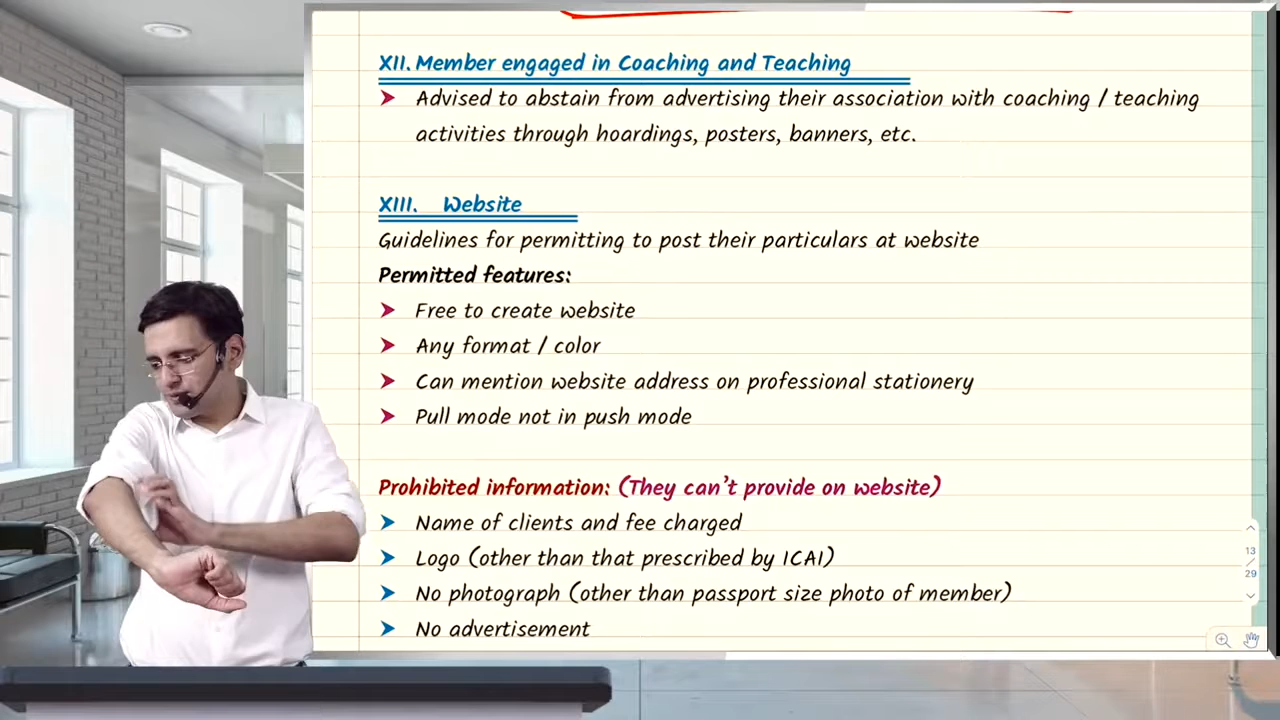 XII. Member engaged in Coaching and Teaching
➤ Advised to abstain from advertising their association with coaching / teaching
activities through hoardings, posters, banners, etc.
XIII. Website
Guidelines for permitting to post their particulars at website
Permitted features:
➤ Free to create website
➤ Any format / color
➤ Can mention website address on professional stationery
➤ Pull mode not in push mode
Prohibited information: (They can't provide on website)
➤ Name of clients and fee charged
➤ Logo (other than that prescribed by ICAI)
➤ No photograph (other than passport size photo of member)
➤ No advertisement
13
/
29